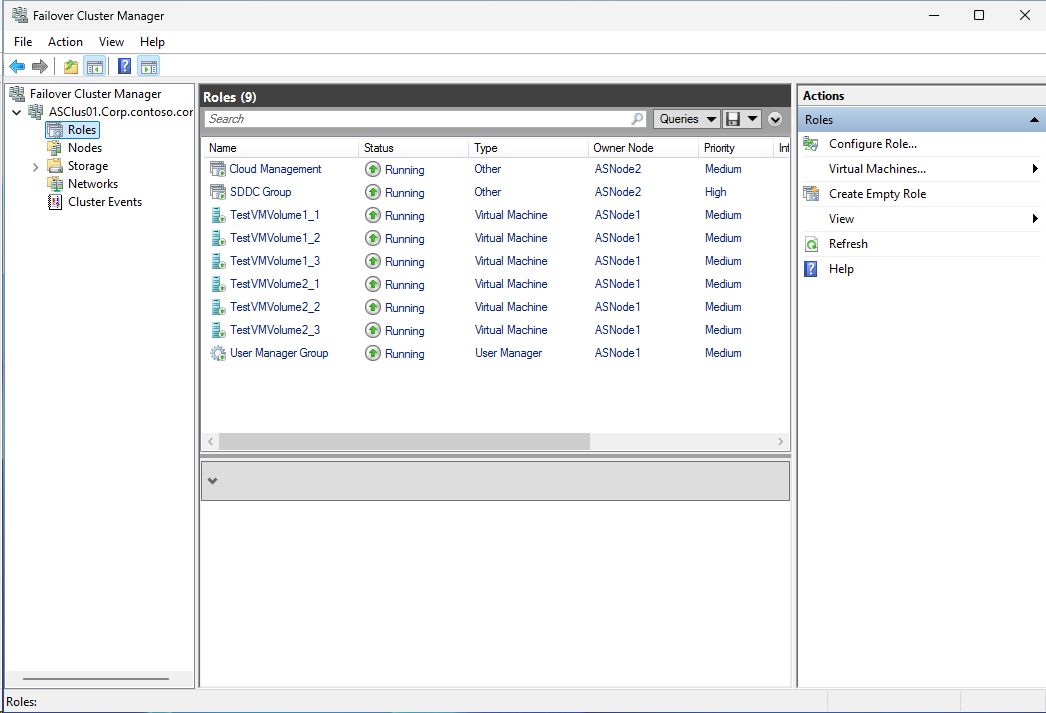 Failover Cluster Manager
File Action View Help
Failover Cluster Manager
ASClus01.Corp.contoso.cor
Roles
Nodes
Storage
Networks
Cluster Events
Roles (9)
Search
Queries
Name Status Type Owner Node Priority Inf
Cloud Management Running Other ASNode2 Medium
SDDC Group Running Other ASNode2 High
TestVMVolume1_1 Running Virtual Machine ASNode1 Medium
TestVMVolume1_2 Running Virtual Machine ASNode1 Medium
TestVMVolume1_3 Running Virtual Machine ASNode1 Medium
TestVMVolume2_1 Running Virtual Machine ASNode1 Medium
TestVMVolume2_2 Running Virtual Machine ASNode1 Medium
TestVMVolume2_3 Running Virtual Machine ASNode1 Medium
User Manager Group Running User Manager ASNode1 Medium
Actions
Roles
Configure Role...
Virtual Machines...
Create Empty Role
View
Refresh
Help
Roles: